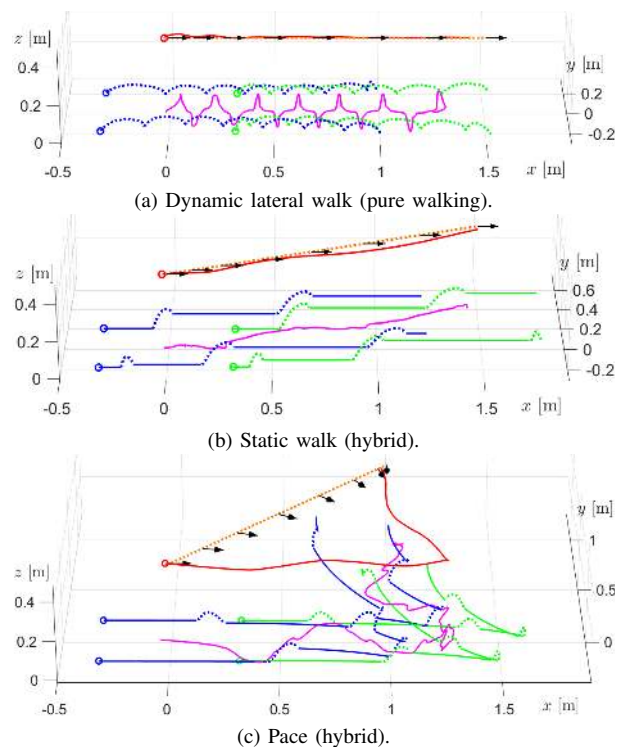 z [m]
0.4
0.2
0
y [m]
0.2
0
-0.2
-0.5
0
0.5
1
1.5
x [m]
(a) Dynamic lateral walk (pure walking).
z [m]
0.4
0.2
0
y [m]
0.6
0.4
0.2
0
-0.2
-0.5
0
0.5
1
1.5
x [m]
(b) Static walk (hybrid).
z [m]
0.4
0.2
0
y [m]
1
0.5
0
-0.5
0
0.5
1
1.5
x [m]
(c) Pace (hybrid).